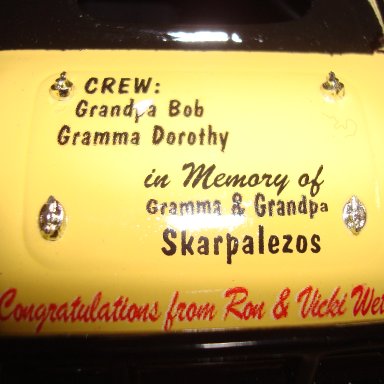 CREW:
Grandpa Bob
Gramma Dorothy
in Memory of
Gramma & Grandpa
Skarpalezos
Congratulations from Ron & Vicki